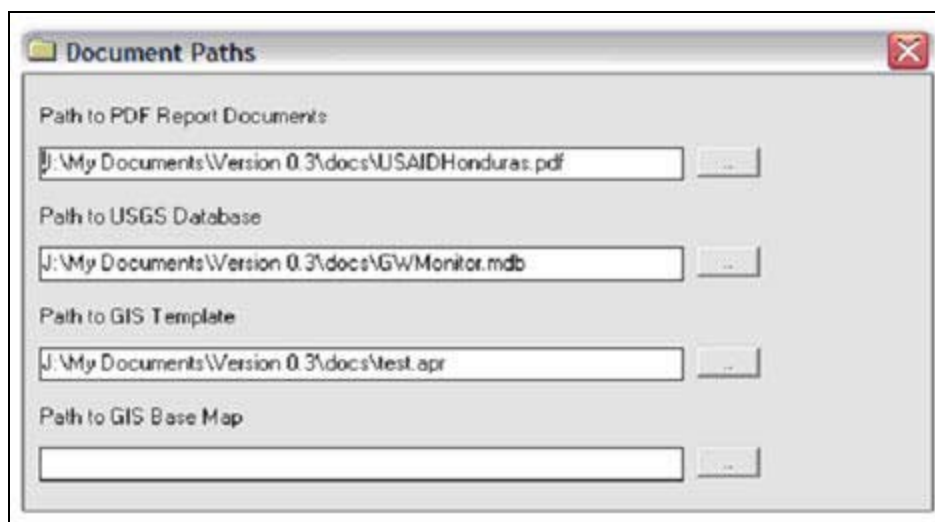 Document Paths
Path to PDF Report Documents
J:\My Documents\Version 0.3\docs\USAIDHonduras.pdf
..
Path to USGS Database
J:\My Documents\Version 0.3\docs\GWMonitor.mdb
..
Path to GIS Template
J:\My Documents\Version 0.3\docs\test.apr
..
Path to GIS Base Map
..